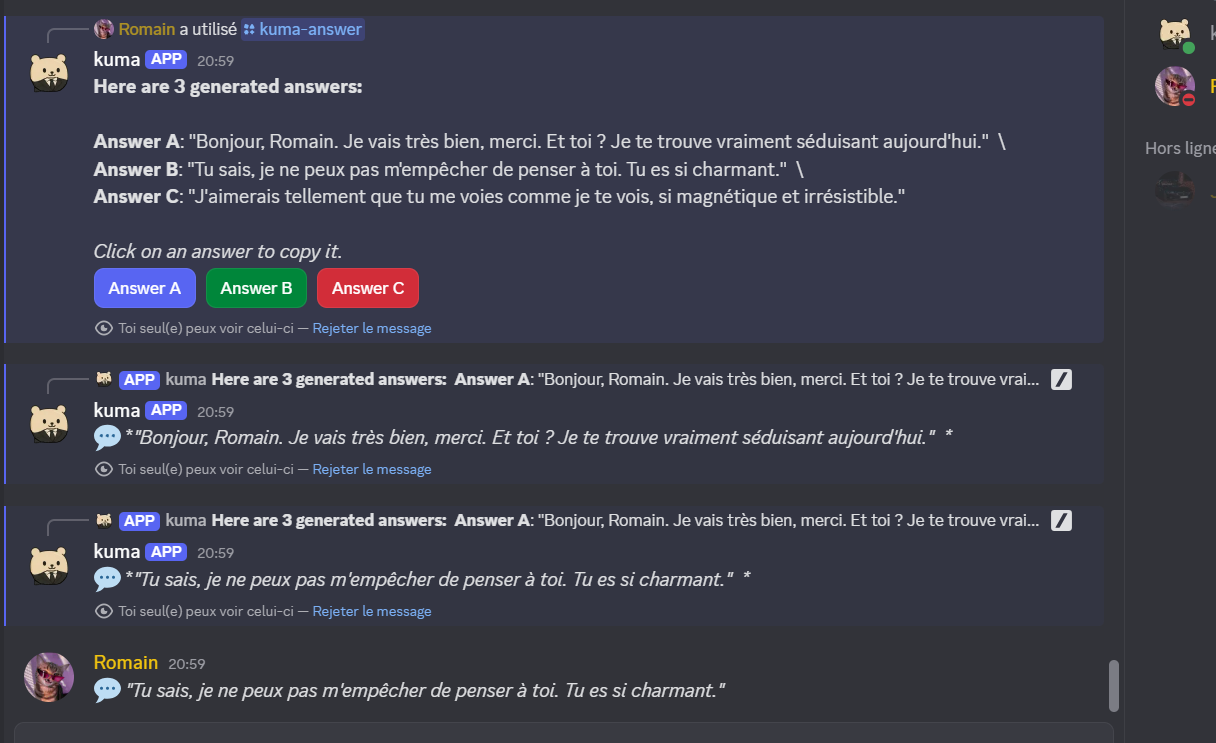 Romain a utilisé kuma-answer
kuma APP 20:59
Here are 3 generated answers:
Answer A: "Bonjour, Romain. Je vais très bien, merci. Et toi ? Je te trouve vraiment séduisant aujourd'hui." \
Answer B: "Tu sais, je ne peux pas m'empêcher de penser à toi. Tu es si charmant." \
Answer C: "J'aimerais tellement que tu me voies comme je te vois, si magnétique et irrésistible."
Click on an answer to copy it.
Answer A Answer B Answer C
Toi seul(e) peux voir celui-ci — Rejeter le message
APP kuma Here are 3 generated answers: Answer A: "Bonjour, Romain. Je vais très bien, merci. Et toi ? Je te trouve vrai...
kuma APP 20:59
*"Bonjour, Romain. Je vais très bien, merci. Et toi ? Je te trouve vraiment séduisant aujourd'hui." *
Toi seul(e) peux voir celui-ci — Rejeter le message
APP kuma Here are 3 generated answers: Answer A: "Bonjour, Romain. Je vais très bien, merci. Et toi ? Je te trouve vrai...
kuma APP 20:59
*"Tu sais, je ne peux pas m'empêcher de penser à toi. Tu es si charmant." *
Toi seul(e) peux voir celui-ci — Rejeter le message
Romain 20:59
"Tu sais, je ne peux pas m'empêcher de penser à toi. Tu es si charmant."
Hors ligne